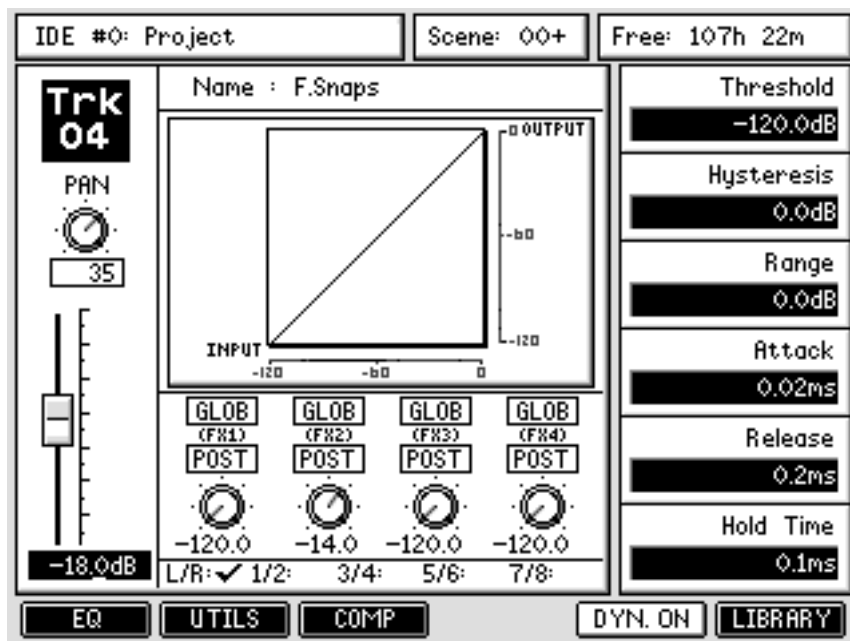 IDE #0: Project
Scene: 00+
Free: 107h 22m
Trk
04
PAN
35
-18.0dB
Name : F.Snaps
0 OUTPUT
-60
-120
INPUT
-120 -60 0
GLOB GLOB GLOB GLOB
(FX1) (FX2) (FX3) (FX4)
POST POST POST POST
-120.0 -14.0 -120.0 -120.0
L/R:✓ 1/2: 3/4: 5/6: 7/8:
Threshold
-120.0dB
Hysteresis
0.0dB
Range
0.0dB
Attack
0.02ms
Release
0.2ms
Hold Time
0.1ms
EQ UTILS COMP DYN. ON LIBRARY